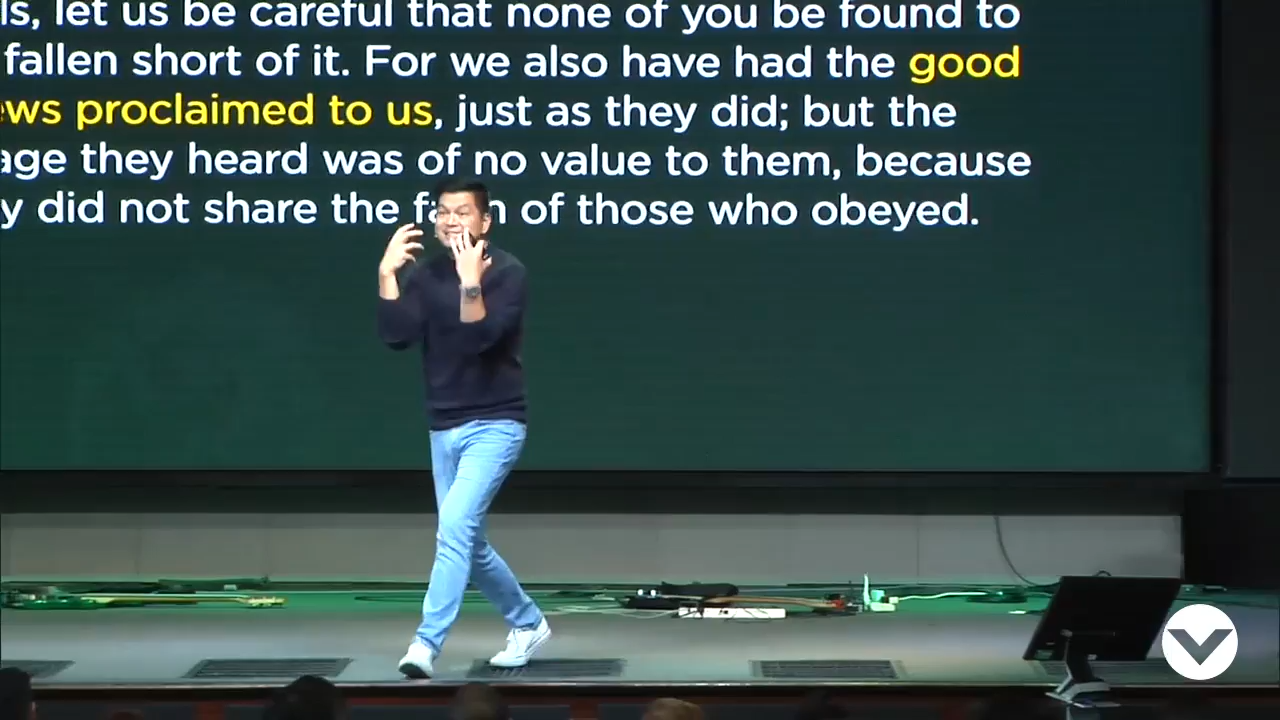 ls, let us be careful that none of you be found to
fallen short of it. For we also have had the good
ews proclaimed to us, just as they did; but the
age they heard was of no value to them, because
y did not share the faith of those who obeyed.